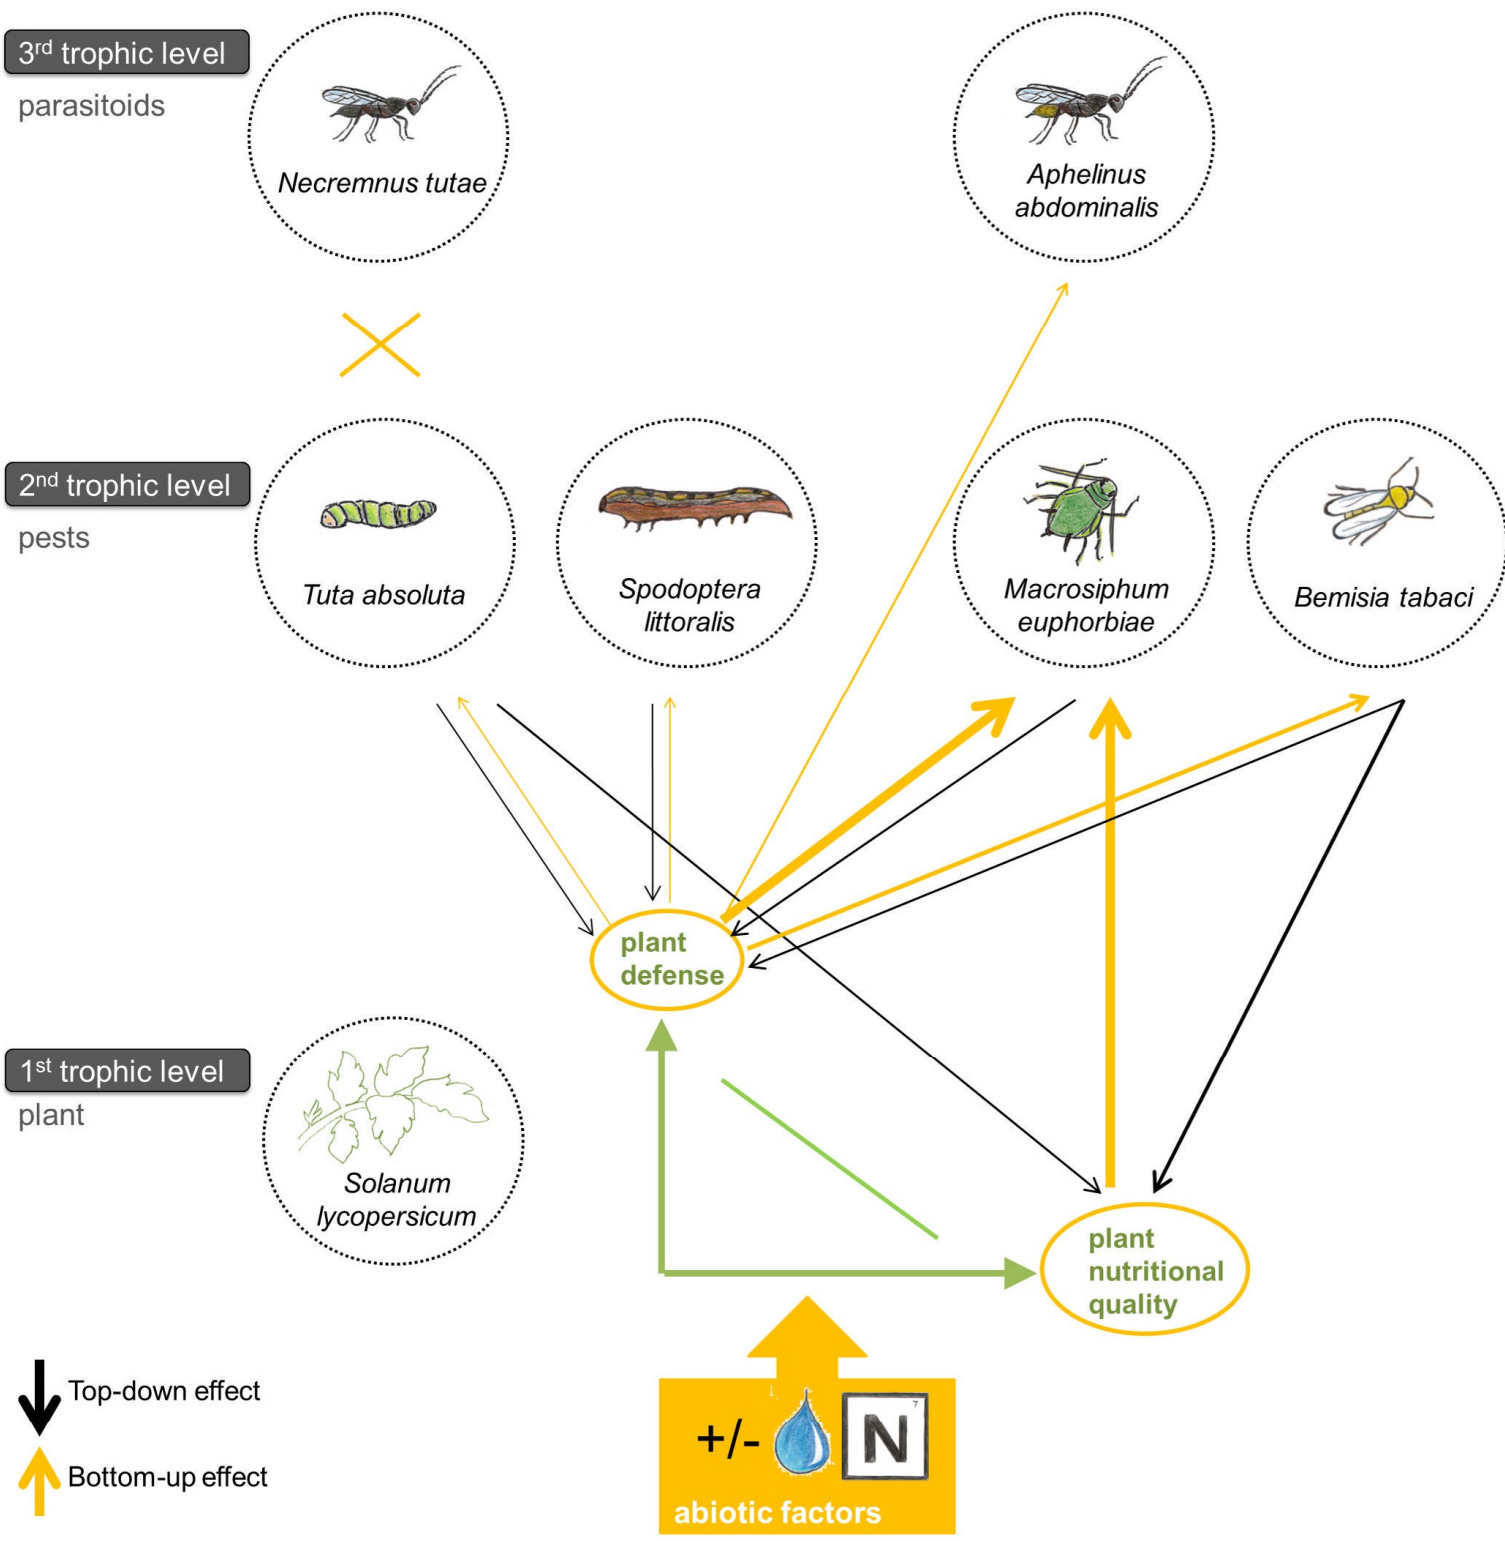 3rd trophic level
parasitoids
Necremnus tutae
Aphelinus
abdominalis
2nd trophic level
pests
Tuta absoluta
Spodoptera
littoralis
Macrosiphum
euphorbiae
Bemisia tabaci
plant
defense
1st trophic level
plant
Solanum
lycopersicum
plant
nutritional
quality
Top-down effect
Bottom-up effect
+/-
7
N
abiotic factors